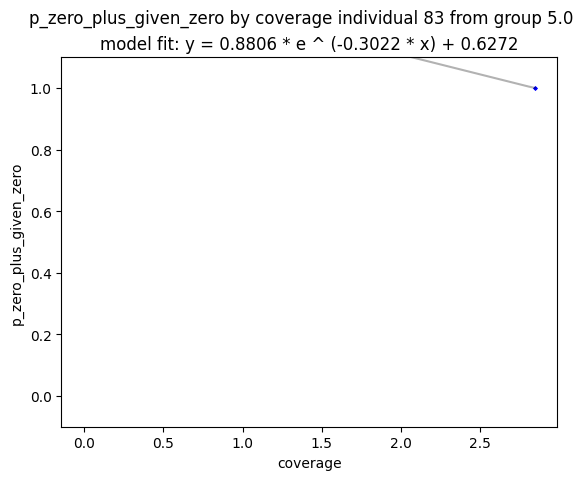 p_zero_plus_given_zero by coverage individual 83 from group 5.0
model fit: y = 0.8806 * e ^ (-0.3022 * x) + 0.6272
1.0
0.8
0.6
0.4
0.2
0.0
p_zero_plus_given_zero
0.0 0.5 1.0 1.5 2.0 2.5
coverage